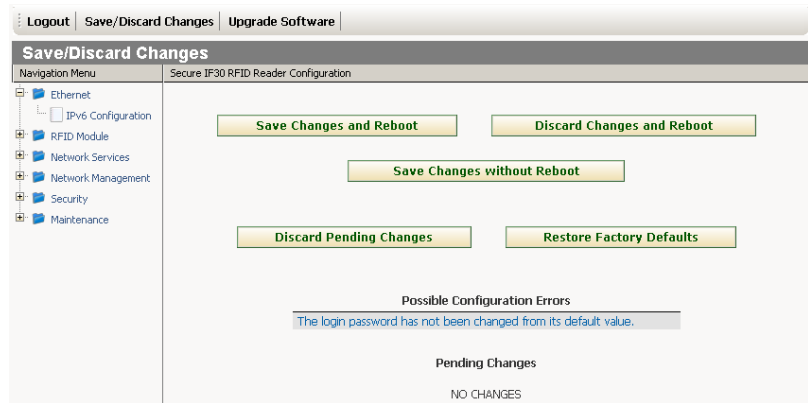 Logout Save/Discard Changes Upgrade Software
Save/Discard Changes
Navigation Menu
Secure IF30 RFID Reader Configuration
Ethernet
IPv6 Configuration
RFID Module
Network Services
Network Management
Security
Maintenance
Save Changes and Reboot
Discard Changes and Reboot
Save Changes without Reboot
Discard Pending Changes
Restore Factory Defaults
Possible Configuration Errors
The login password has not been changed from its default value.
Pending Changes
NO CHANGES